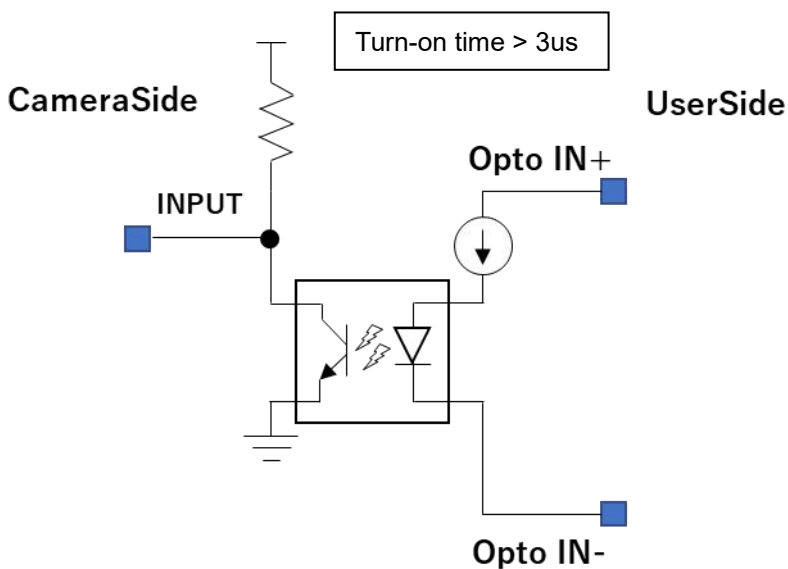 Turn-on time > 3us
CameraSide
UserSide
Opto IN+
INPUT
Opto IN-